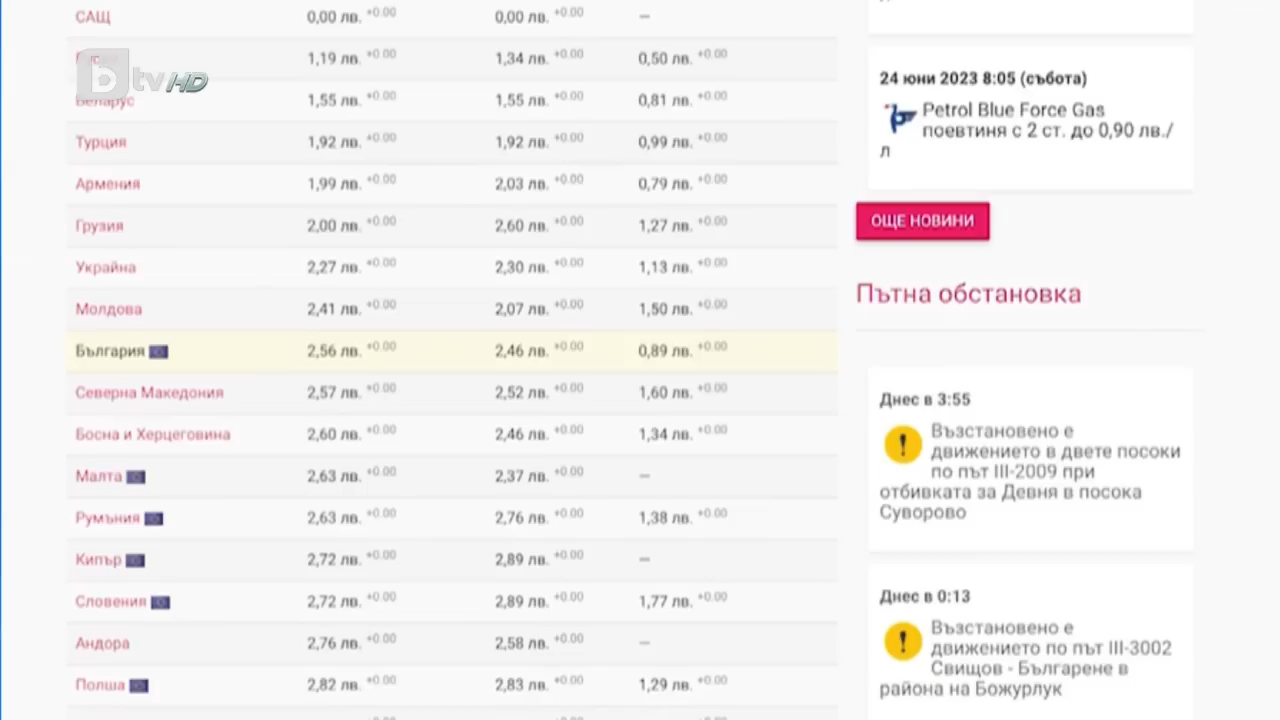 САЩ 0,00 лв. +0.00 0,00 лв. +0.00 –
1,19 лв. +0.00 1,34 лв. +0.00 0,50 лв. +0.00
btv HD
Беларус 1,55 лв. +0.00 1,55 лв. +0.00 0,81 лв. +0.00
Турция 1,92 лв. +0.00 1,92 лв. +0.00 0,99 лв. +0.00
Армения 1,99 лв. +0.00 2,03 лв. +0.00 0,79 лв. +0.00
Грузия 2,00 лв. +0.00 2,60 лв. +0.00 1,27 лв. +0.00
Украйна 2,27 лв. +0.00 2,30 лв. +0.00 1,13 лв. +0.00
Молдова 2,41 лв. +0.00 2,07 лв. +0.00 1,50 лв. +0.00
България 2,56 лв. +0.00 2,46 лв. +0.00 0,89 лв. +0.00
Северна Македония 2,57 лв. +0.00 2,52 лв. +0.00 1,60 лв. +0.00
Босна и Херцеговина 2,60 лв. +0.00 2,46 лв. +0.00 1,34 лв. +0.00
Малта 2,63 лв. +0.00 2,37 лв. +0.00 –
Румъния 2,63 лв. +0.00 2,76 лв. +0.00 1,38 лв. +0.00
Кипър 2,72 лв. +0.00 2,89 лв. +0.00 –
Словения 2,72 лв. +0.00 2,89 лв. +0.00 1,77 лв. +0.00
Андора 2,76 лв. +0.00 2,58 лв. +0.00 –
Полша 2,82 лв. +0.00 2,83 лв. +0.00 1,29 лв. +0.00
24 юни 2023 8:05 (събота)
Petrol Blue Force Gas
поевтиня с 2 ст. до 0,90 лв./
л
ОЩЕ НОВИНИ
Пътна обстановка
Днес в 3:55
Възстановено е
движението в двете посоки
по път III-2009 при
отбивката за Девня в посока
Суворово
Днес в 0:13
Възстановено е
движението по път III-3002
Свищов - Българене в
района на Божурлук